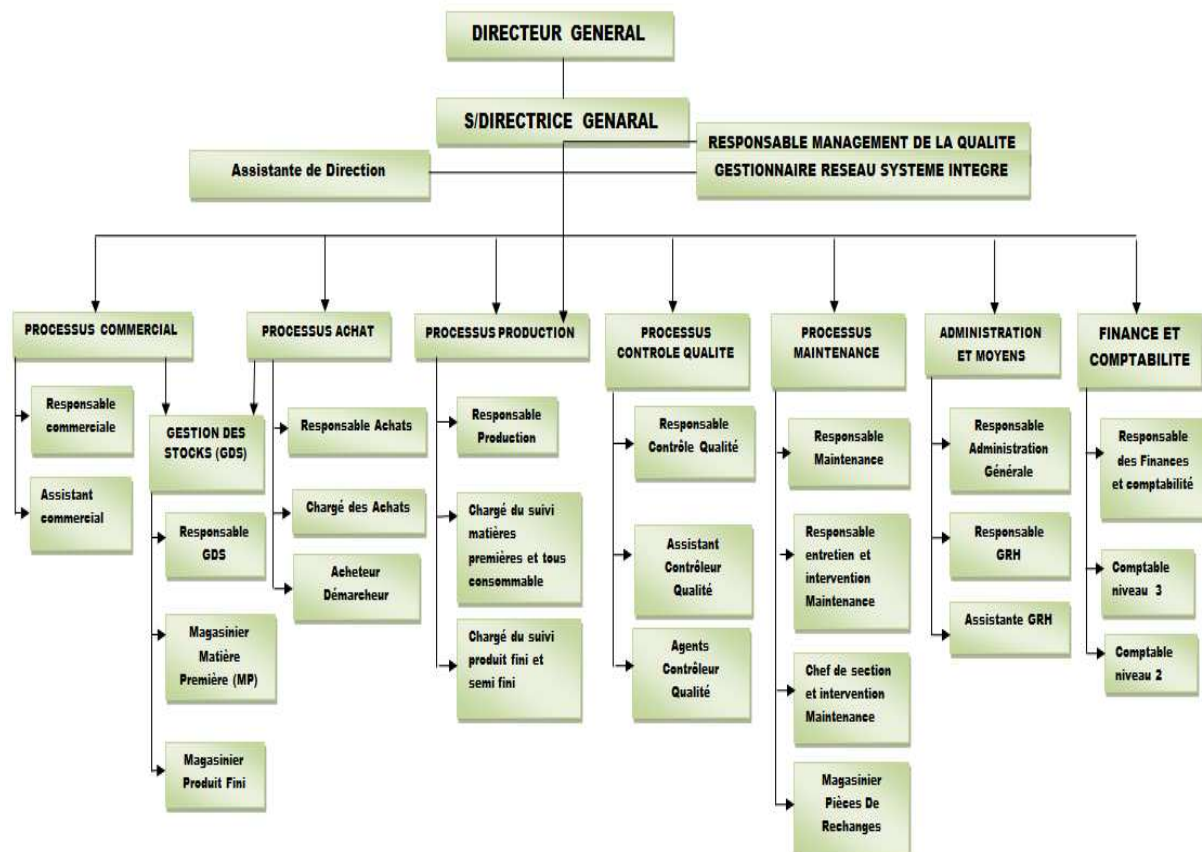 DIRECTEUR GENERAL
S/DIRECTRICE GENARAL
RESPONSABLE MANAGEMENT DE LA QUALITE
Assistante de Direction
GESTIONNAIRE RESEAU SYSTEME INTEGRE
PROCESSUS COMMERCIAL
Responsable
commerciale
Assistant
commercial
GESTION DES
STOCKS (GDS)
Responsable
GDS
Magasinier
Matière
Première (MP)
Magasinier
Produit Fini
PROCESSUS ACHAT
Responsable Achats
Chargé des Achats
Acheteur
Démarcheur
PROCESSUS PRODUCTION
Responsable
Production
Chargé du suivi
matières
premières et tous
consommable
Chargé du suivi
produit fini et
semi fini
PROCESSUS
CONTROLE QUALITE
Responsable
Contrôle Qualité
Assistant
Contrôleur
Qualité
Agents
Contrôleur
Qualité
PROCESSUS
MAINTENANCE
Responsable
Maintenance
Responsable
entretien et
intervention
Maintenance
Chef de section
et intervention
Maintenance
Magasinier
Pièces De
Rechanges
ADMINISTRATION
ET MOYENS
Responsable
Administration
Générale
Responsable
GRH
Assistante GRH
FINANCE ET
COMPTABILITE
Responsable
des Finances
et comptabilité
Comptable
niveau 3
Comptable
niveau 2